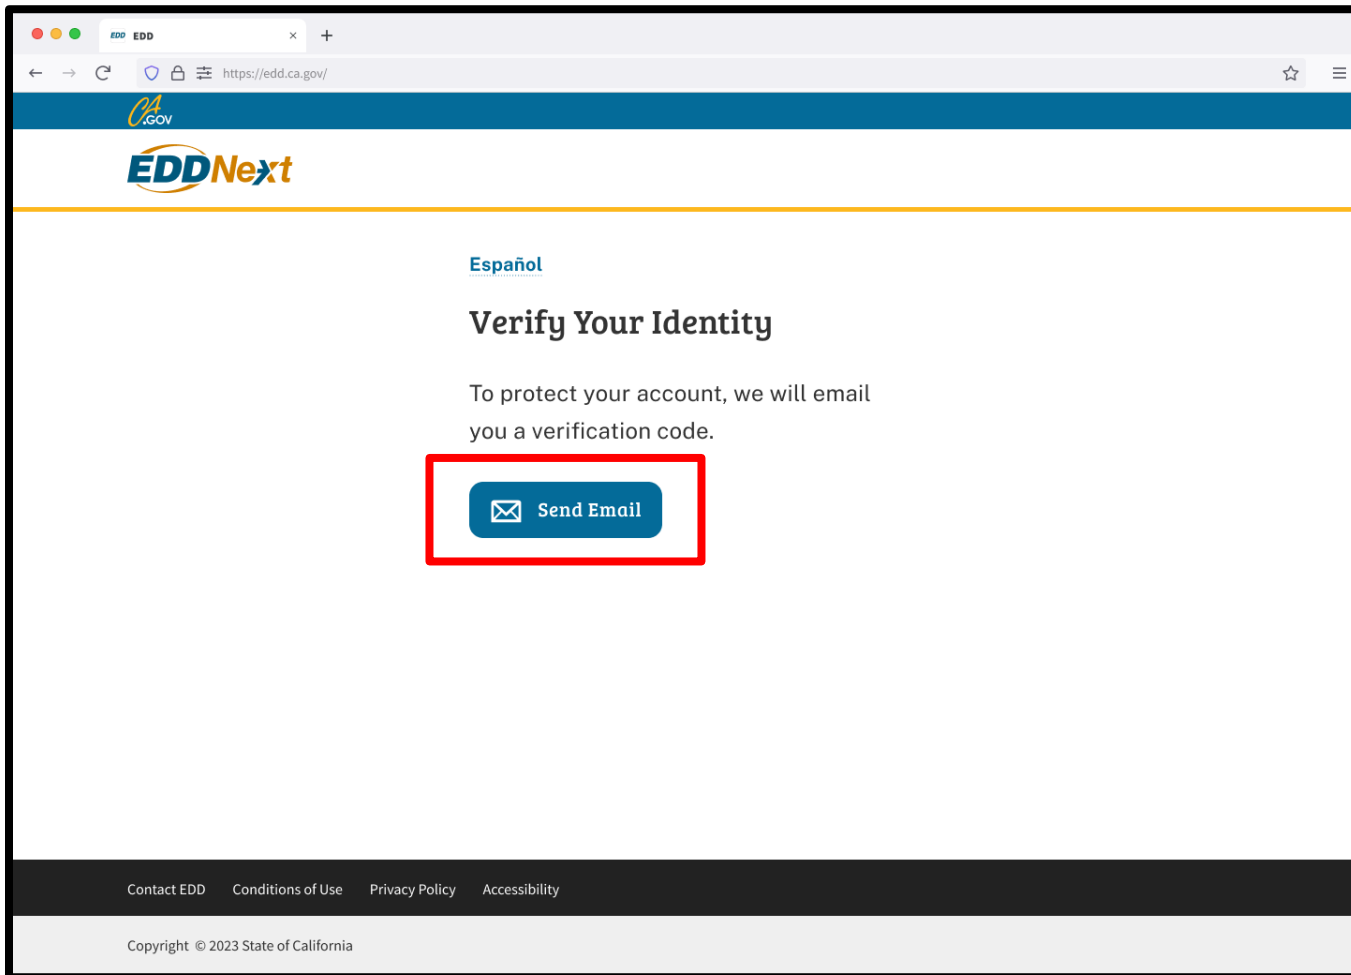 EDD EDD
https://edd.ca.gov/
CA.GOV
EDDNext
Español
Verify Your Identity
To protect your account, we will email
you a verification code.
Send Email
Contact EDD Conditions of Use Privacy Policy Accessibility
Copyright © 2023 State of California